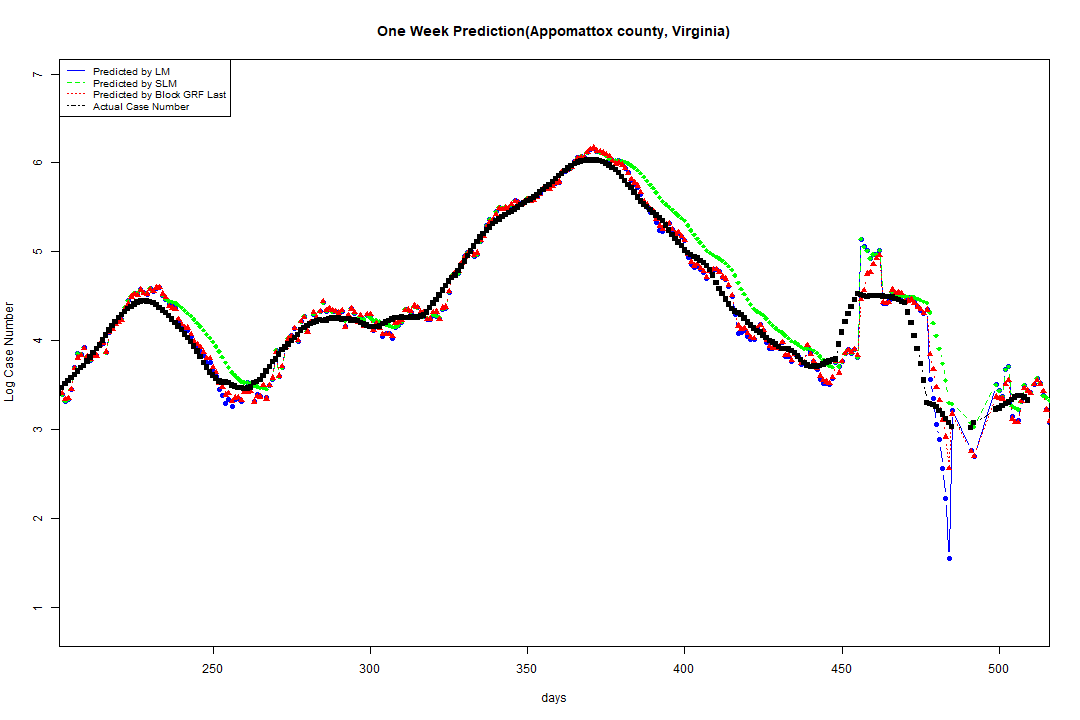 One Week Prediction(Appomattox county, Virginia)
Predicted by LM
Predicted by SLM
Predicted by Block GRF Last
Actual Case Number
7
6
5
4
3
2
1
Log Case Number
250 300 350 400 450 500
days